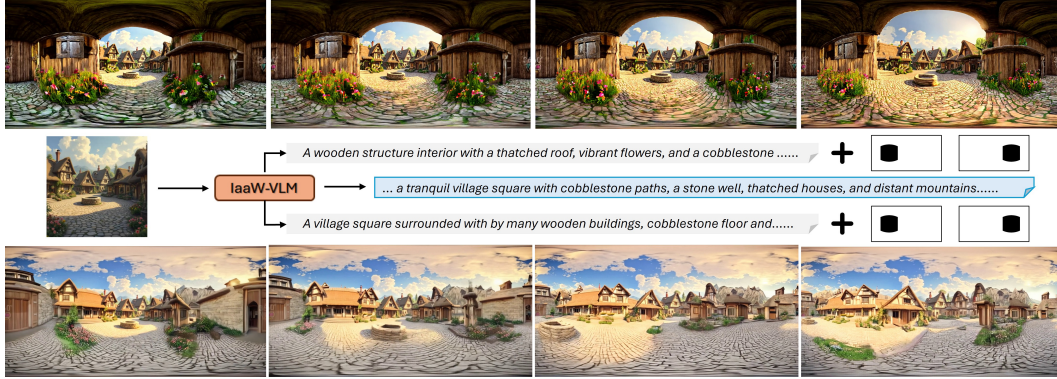 A wooden structure interior with a thatched roof, vibrant flowers, and a cobblestone ......
IaaW-VLM
... a tranquil village square with cobblestone paths, a stone well, thatched houses, and distant mountains......
A village square surrounded with by many wooden buildings, cobblestone floor and......